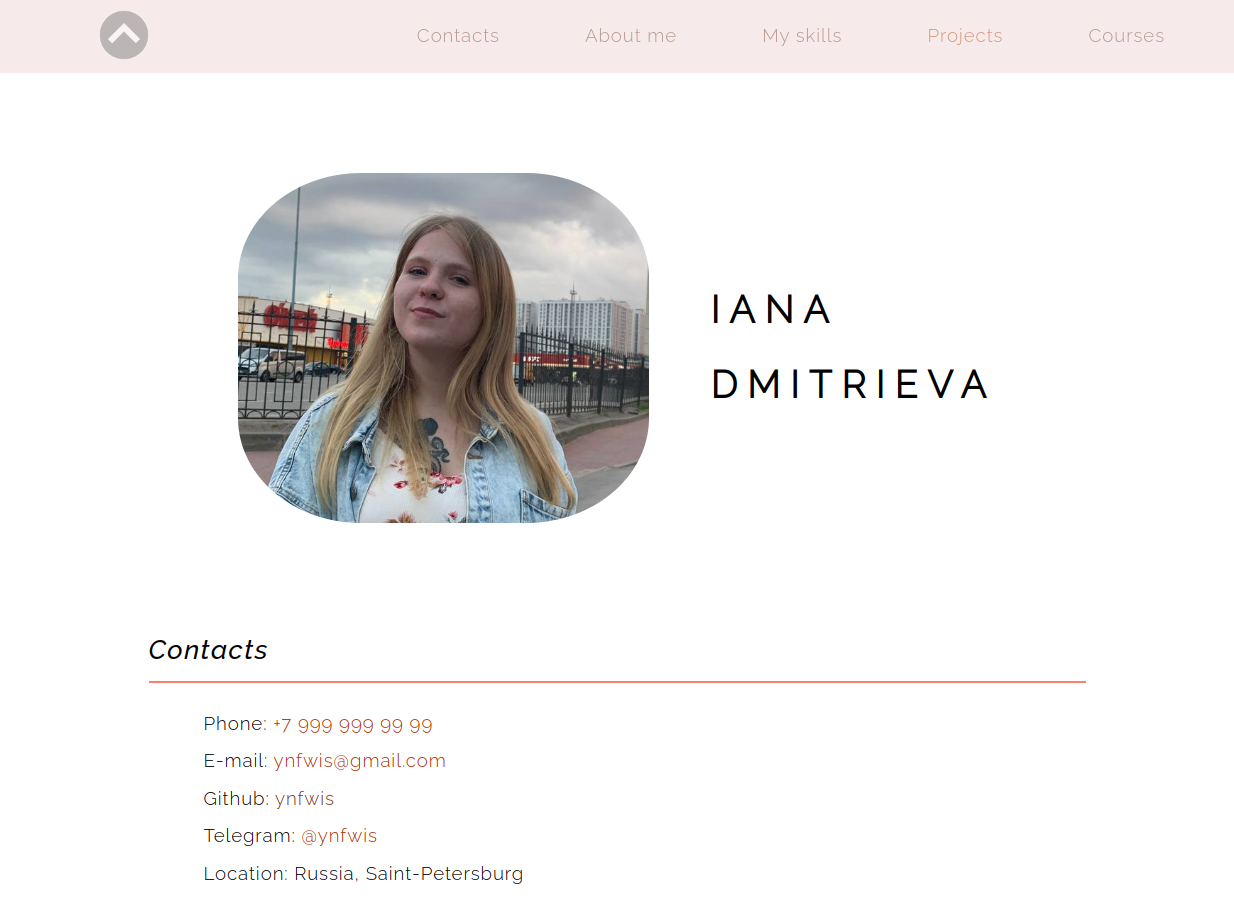 Contacts
About me
My skills
Projects
Courses
IANA
DMITRIEVA
Contacts
Phone: +7 999 999 99 99
E-mail: ynfwis@gmail.com
Github: ynfwis
Telegram: @ynfwis
Location: Russia, Saint-Petersburg